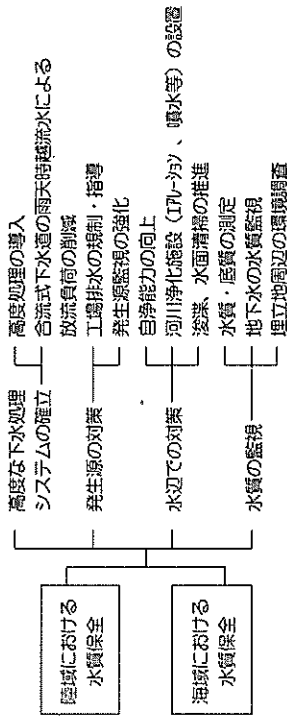 陸域における
水質保全
海域における
水質保全
高度な下水処理
システムの確立
発生源の対策
水辺での対策
水質の監視
高度処理の導入
合流式下水道の雨天時越流水による
放流負荷の削減
工場排水の規制・指導
発生源監視の強化
自浄能力の向上
河川浄化施設（エアレーション、噴水等）の設置
浚渫、水面清掃の推進
水質・底質の測定
地下水の水質監視
埋立地周辺の環境調査